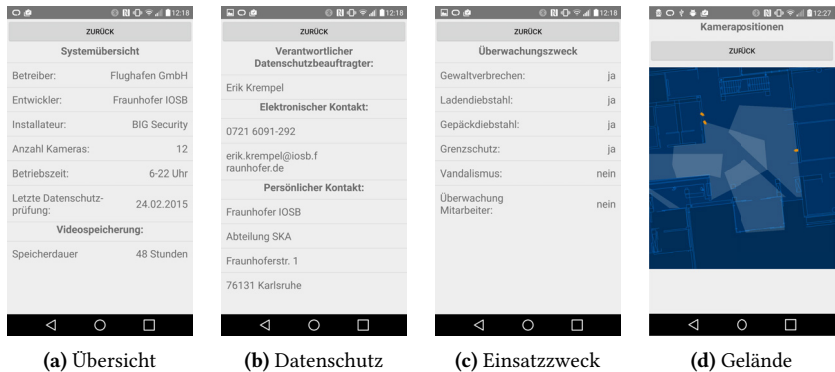 12:18
ZURÜCK
Systemübersicht
Betreiber: Flughafen GmbH
Entwickler: Fraunhofer IOSB
Installateur: BIG Security
Anzahl Kameras: 12
Betriebszeit: 6-22 Uhr
Letzte Datenschutz-
prüfung: 24.02.2015
Videospeicherung:
Speicherdauer 48 Stunden
(a) Übersicht
12:18
ZURÜCK
Verantwortlicher
Datenschutzbeauftragter:
Erik Krempel
Elektronischer Kontakt:
0721 6091-292
erik.krempel@iosb.f
raunhofer.de
Persönlicher Kontakt:
Fraunhofer IOSB
Abteilung SKA
Fraunhoferstr. 1
76131 Karlsruhe
(b) Datenschutz
12:18
ZURÜCK
Überwachungszweck
Gewaltverbrechen: ja
Ladendiebstahl: ja
Gepäckdiebstahl: ja
Grenzschutz: ja
Vandalismus: nein
Überwachung
Mitarbeiter: nein
(c) Einsatzzweck
12:27
Kamerapositionen
ZURÜCK
(d) Gelände